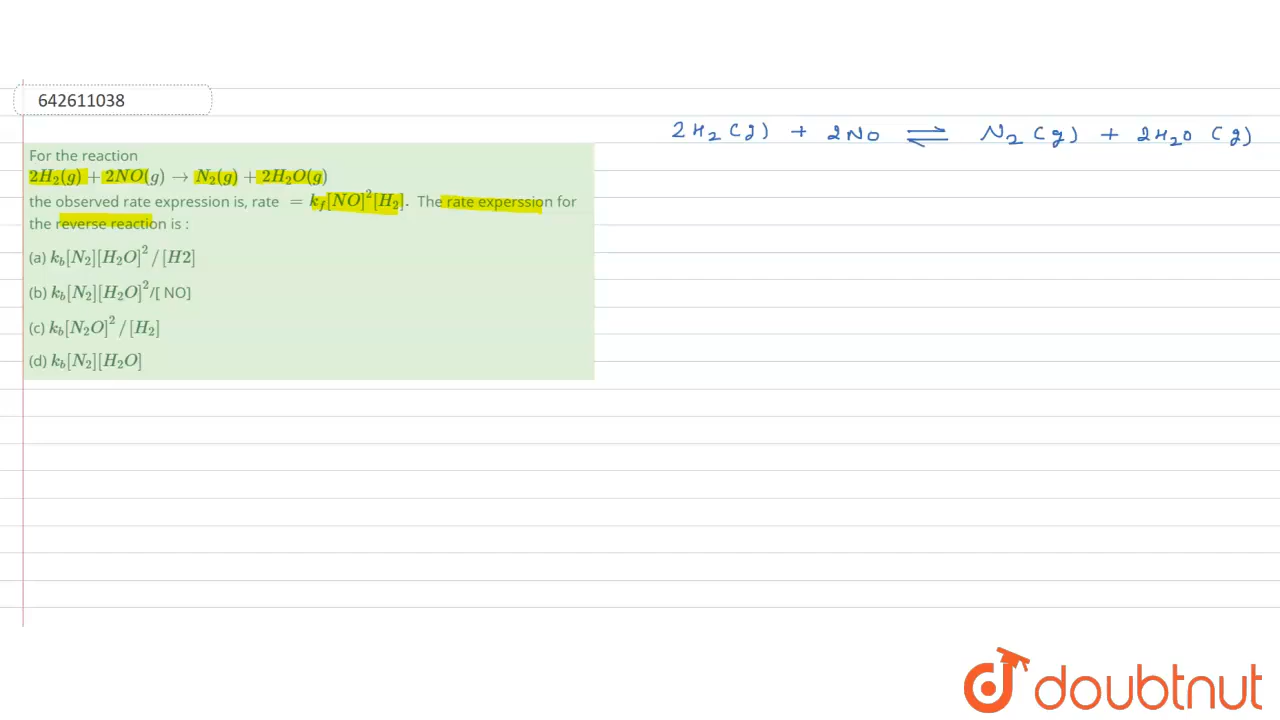 642611038
2H₂(g) + 2NO ⇌ N₂(g) + 2H₂O(g)
For the reaction
2H₂(g) + 2NO(g) → N₂(g) + 2H₂O(g)
the observed rate expression is, rate = k_f[NO]²[H₂]. The rate experssion for
the reverse reaction is :
(a) k_b[N₂][H₂O]² / [H2]
(b) k_b[N₂][H₂O]²/[ NO]
(c) k_b[N₂O]² / [H₂]
(d) k_b[N₂][H₂O]
doubtnut